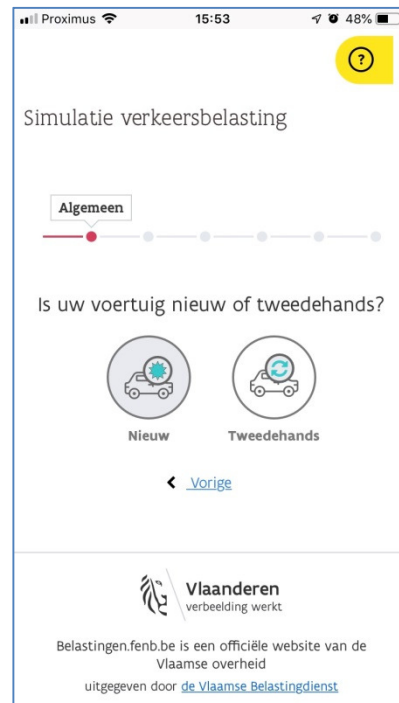 Proximus 15:53 48%
?
Simulatie verkeersbelasting
Algemeen
Is uw voertuig nieuw of tweedehands?
Nieuw Tweedehands
Vorige
Vlaanderen
verbeelding werkt
Belastingen.fenb.be is een officiële website van de
Vlaamse overheid
uitgegeven door de Vlaamse Belastingdienst